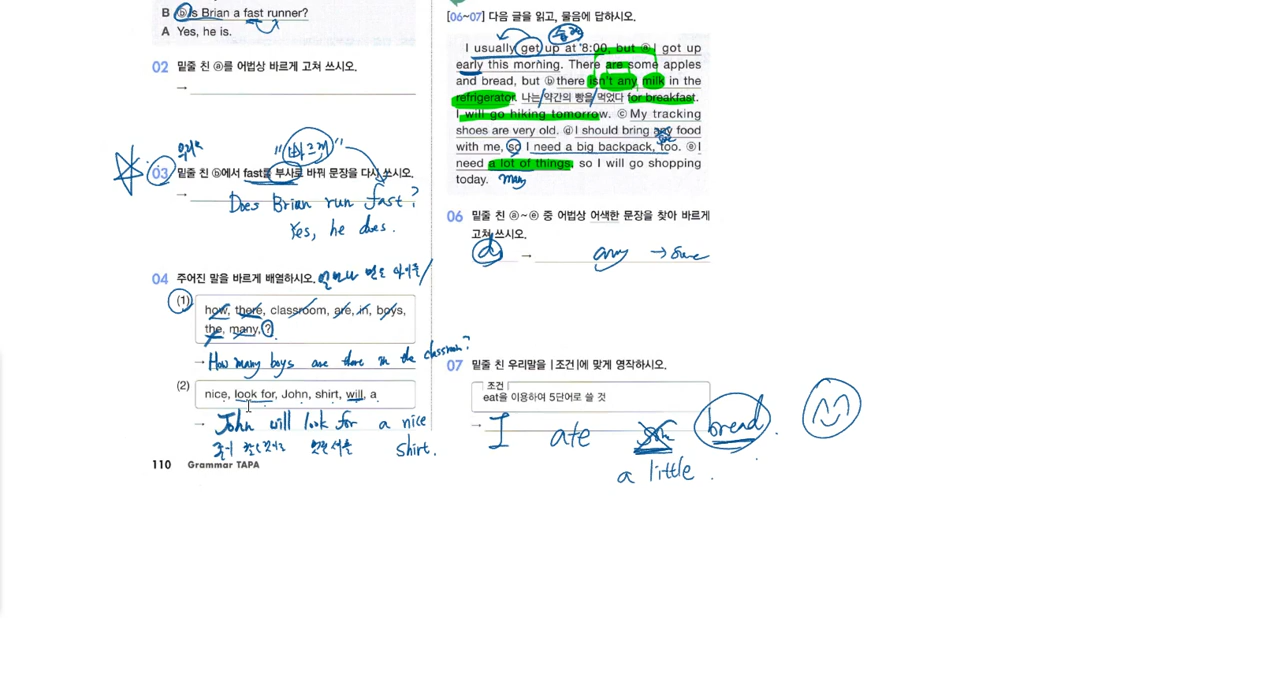 B ⓑIs Brian a fast runner?
A Yes, he is.
02 밑줄 친 ⓐ를 어법상 바르게 고쳐 쓰시오.
→
"빠르게"
03 밑줄 친 ⓑ에서 fast를 부사로 바꿔 문장을 다시 쓰시오.
→ Does Brian run fast?
Yes, he does.
04 주어진 말을 바르게 배열하시오.
(1) how, there, classroom, are, in, boys,
the, many, ?
→ How many boys are there in the classroom?
(2) nice, look for, John, shirt, will, a
→ John will look for a nice
shirt.
110 Grammar TAPA
[06~07] 다음 글을 읽고, 물음에 답하시오.
습관
I usually get up at 8:00, but ⓐ I got up
early this morning. There are some apples
and bread, but ⓑ there isn't any milk in the
refrigerator. 나는/약간의 빵을/먹었다 for breakfast.
I will go hiking tomorrow. ⓒ My tracking
shoes are very old. ⓓ I should bring any food
with me, so I need a big backpack, too. ⓔ I
need a lot of things, so I will go shopping
today. many
06 밑줄 친 ⓐ~ⓔ 중 어법상 어색한 문장을 찾아 바르게
고쳐 쓰시오.
ⓓ → any → some
07 밑줄 친 우리말을 |조건|에 맞게 영작하시오.
조건
eat을 이용하여 5단어로 쓸 것
→ I ate some bread.
a little.